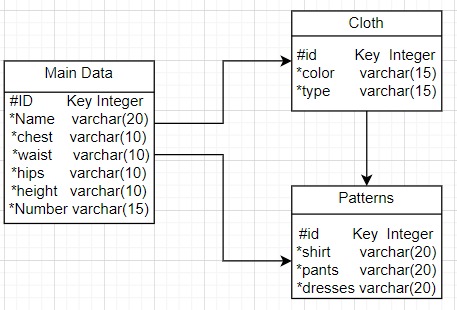 Cloth
#id Key Integer
*color varchar(15)
*type varchar(15)
Main Data
#ID Key Integer
*Name varchar(20)
*chest varchar(10)
*waist varchar(10)
*hips varchar(10)
*height varchar(10)
*Number varchar(15)
Patterns
#id Key Integer
*shirt varchar(20)
*pants varchar(20)
*dresses varchar(20)